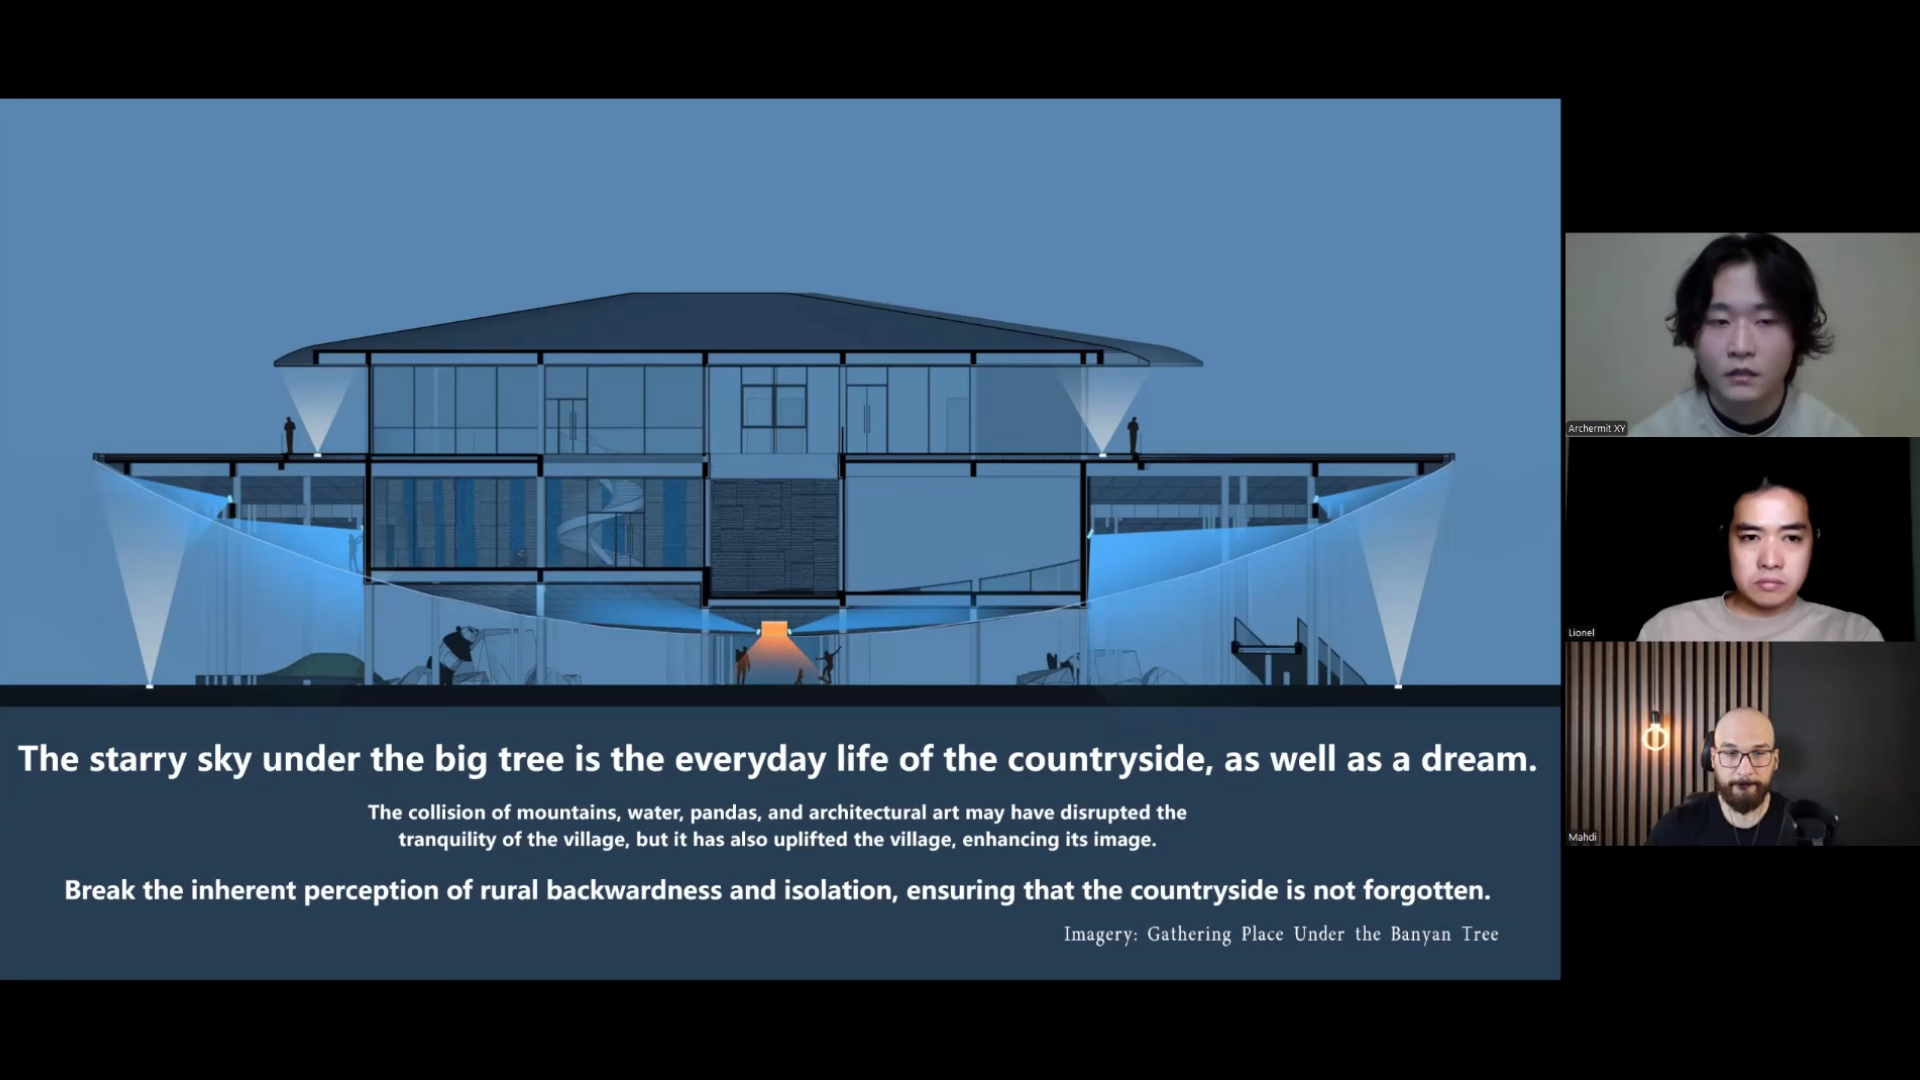 The starry sky under the big tree is the everyday life of the countryside, as well as a dream.
The collision of mountains, water, pandas, and architectural art may have disrupted the
tranquility of the village, but it has also uplifted the village, enhancing its image.
Break the inherent perception of rural backwardness and isolation, ensuring that the countryside is not forgotten.
Imagery: Gathering Place Under the Banyan Tree
Archermit XY
Lionel
Mahdi